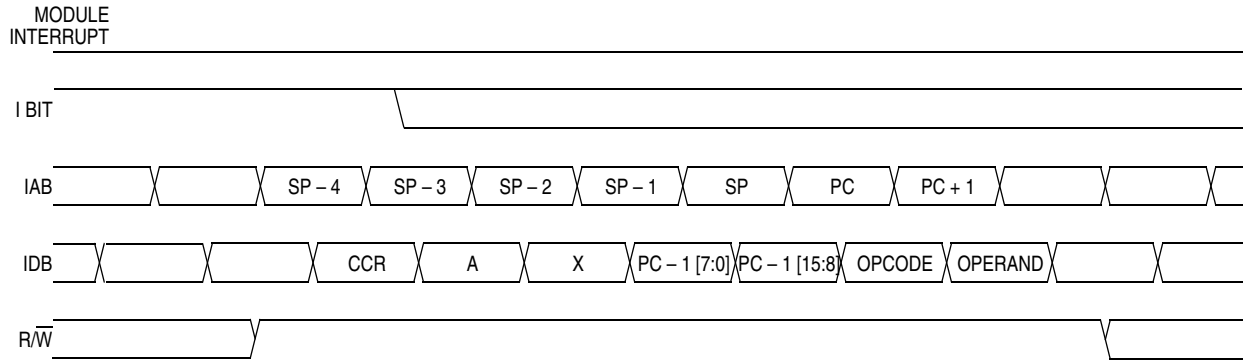 MODULE
INTERRUPT
I BIT
IAB SP – 4 SP – 3 SP – 2 SP – 1 SP PC PC + 1
IDB CCR A X PC – 1 [7:0] PC – 1 [15:8] OPCODE OPERAND
R/W̅